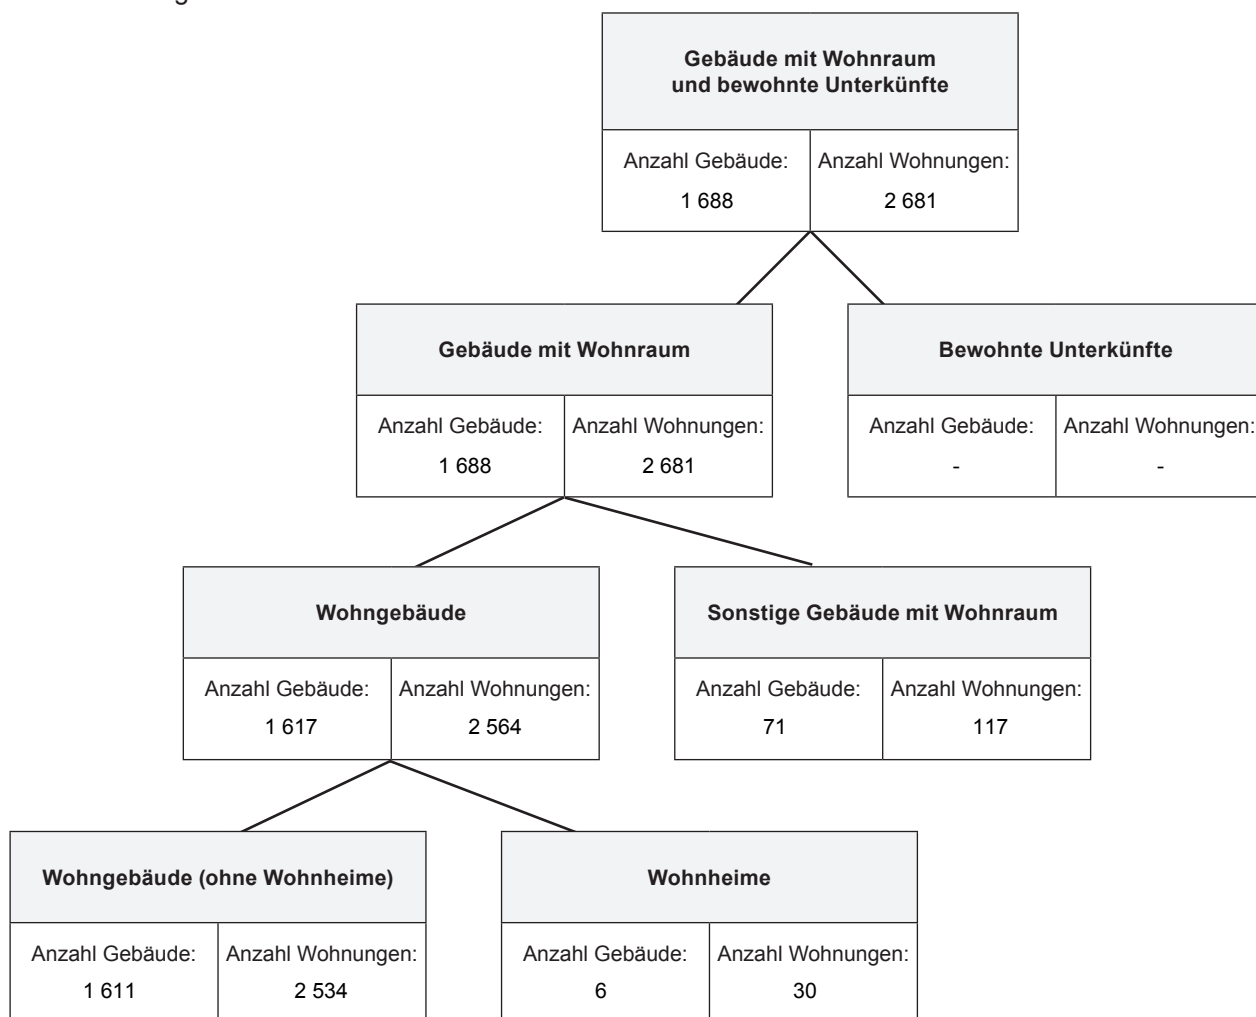 Gebäude mit Wohnraum
und bewohnte Unterkünfte
Anzahl Gebäude: Anzahl Wohnungen:
1 688 2 681
Gebäude mit Wohnraum
Anzahl Gebäude: Anzahl Wohnungen:
1 688 2 681
Bewohnte Unterkünfte
Anzahl Gebäude: Anzahl Wohnungen:
- -
Wohngebäude
Anzahl Gebäude: Anzahl Wohnungen:
1 617 2 564
Sonstige Gebäude mit Wohnraum
Anzahl Gebäude: Anzahl Wohnungen:
71 117
Wohngebäude (ohne Wohnheime)
Anzahl Gebäude: Anzahl Wohnungen:
1 611 2 534
Wohnheime
Anzahl Gebäude: Anzahl Wohnungen:
6 30